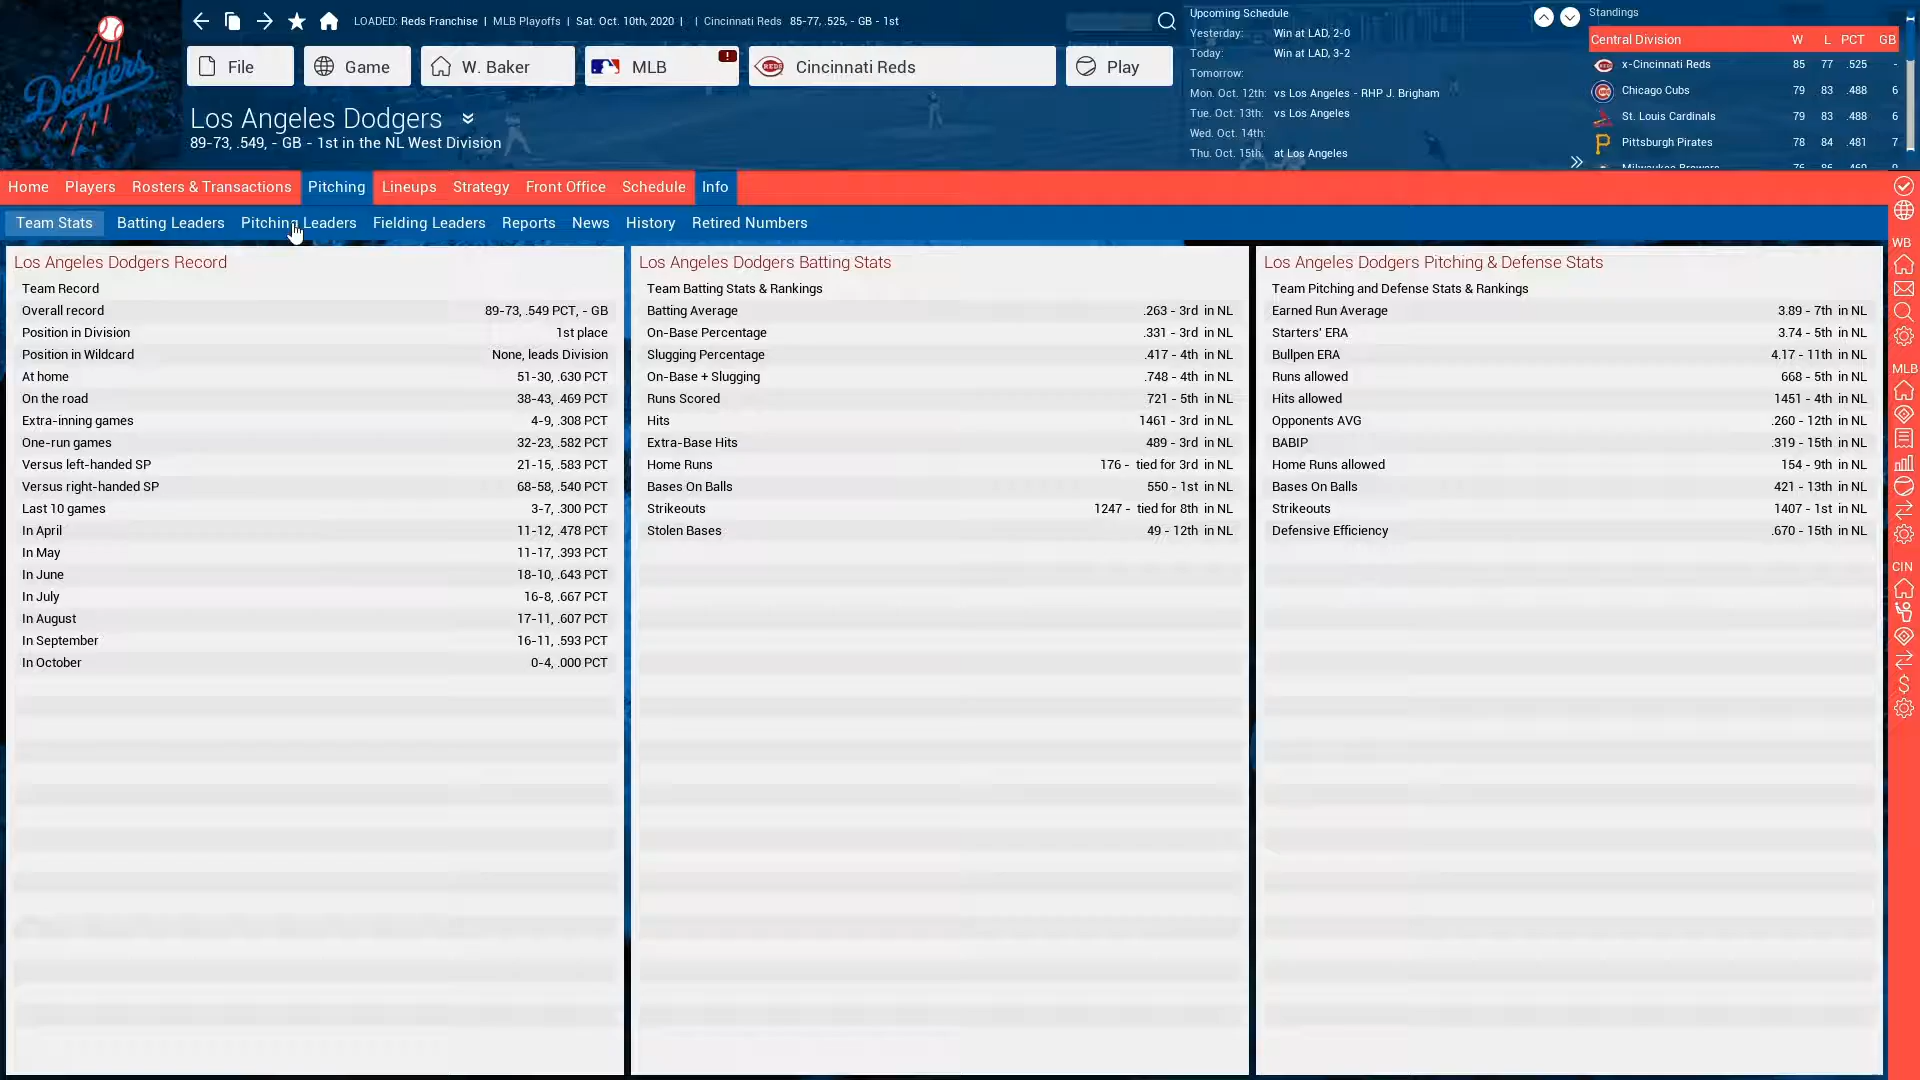 Dodgers
LOADED: Reds Franchise | MLB Playoffs | Sat. Oct. 10th, 2020 | | Cincinnati Reds 85-77, .525, - GB - 1st
File
Game
W. Baker
MLB
!
REDS
Cincinnati Reds
Play
Los Angeles Dodgers
89-73, .549, - GB - 1st in the NL West Division
Upcoming Schedule
Yesterday: Win at LAD, 2-0
Today: Win at LAD, 3-2
Tomorrow:
Mon. Oct. 12th: vs Los Angeles - RHP J. Brigham
Tue. Oct. 13th: vs Los Angeles
Wed. Oct. 14th:
Thu. Oct. 15th: at Los Angeles
Standings
Central Division W L PCT GB
x-Cincinnati Reds 85 77 .525 -
Chicago Cubs 79 83 .488 6
St. Louis Cardinals 79 83 .488 6
Pittsburgh Pirates 78 84 .481 7
Milwaukee Brewers 76 86 .469 9
Home Players Rosters & Transactions Pitching Lineups Strategy Front Office Schedule Info
Team Stats Batting Leaders Pitching Leaders Fielding Leaders Reports News History Retired Numbers
Los Angeles Dodgers Record
Team Record
Overall record 89-73, .549 PCT, - GB
Position in Division 1st place
Position in Wildcard None, leads Division
At home 51-30, .630 PCT
On the road 38-43, .469 PCT
Extra-inning games 4-9, .308 PCT
One-run games 32-23, .582 PCT
Versus left-handed SP 21-15, .583 PCT
Versus right-handed SP 68-58, .540 PCT
Last 10 games 3-7, .300 PCT
In April 11-12, .478 PCT
In May 11-17, .393 PCT
In June 18-10, .643 PCT
In July 16-8, .667 PCT
In August 17-11, .607 PCT
In September 16-11, .593 PCT
In October 0-4, .000 PCT
Los Angeles Dodgers Batting Stats
Team Batting Stats & Rankings
Batting Average .263 - 3rd in NL
On-Base Percentage .331 - 3rd in NL
Slugging Percentage .417 - 4th in NL
On-Base + Slugging .748 - 4th in NL
Runs Scored 721 - 5th in NL
Hits 1461 - 3rd in NL
Extra-Base Hits 489 - 3rd in NL
Home Runs 176 - tied for 3rd in NL
Bases On Balls 550 - 1st in NL
Strikeouts 1247 - tied for 8th in NL
Stolen Bases 49 - 12th in NL
Los Angeles Dodgers Pitching & Defense Stats
Team Pitching and Defense Stats & Rankings
Earned Run Average 3.89 - 7th in NL
Starters' ERA 3.74 - 5th in NL
Bullpen ERA 4.17 - 11th in NL
Runs allowed 668 - 5th in NL
Hits allowed 1451 - 4th in NL
Opponents AVG .260 - 12th in NL
BABIP .319 - 15th in NL
Home Runs allowed 154 - 9th in NL
Bases On Balls 421 - 13th in NL
Strikeouts 1407 - 1st in NL
Defensive Efficiency .670 - 15th in NL
WB
MLB
CIN